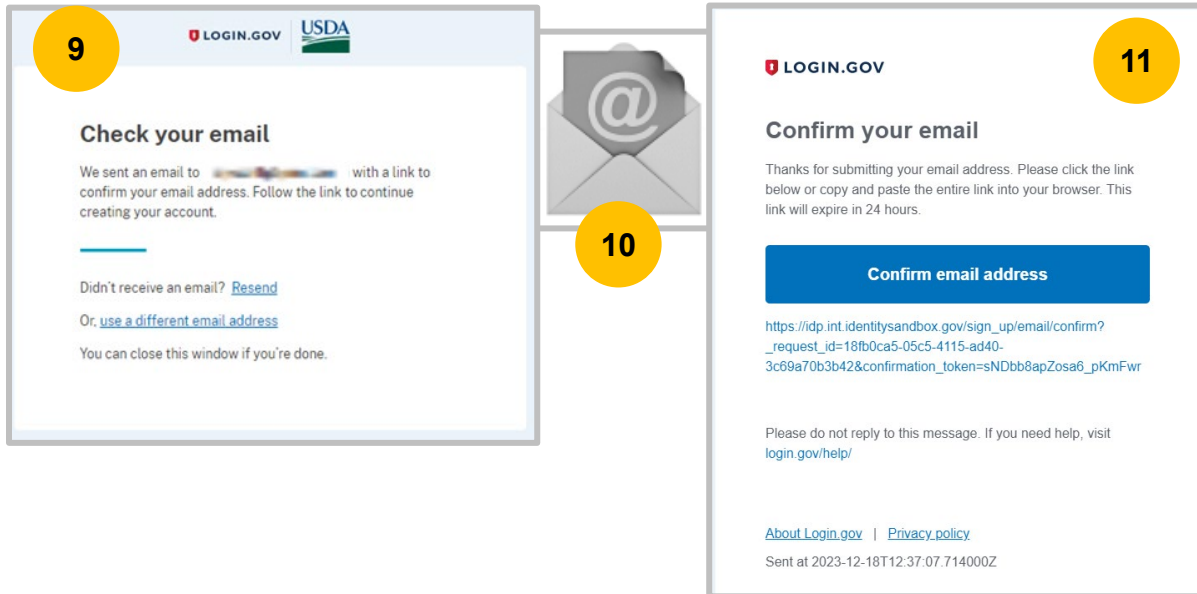 9
LOGIN.GOV
USDA
Check your email
We sent an email to with a link to
confirm your email address. Follow the link to continue
creating your account.
Didn't receive an email? Resend
Or, use a different email address
You can close this window if you're done.
@
10
11
LOGIN.GOV
Confirm your email
Thanks for submitting your email address. Please click the link
below or copy and paste the entire link into your browser. This
link will expire in 24 hours.
Confirm email address
https://idp.int.identitysandbox.gov/sign_up/email/confirm?
_request_id=18fb0ca5-05c5-4115-ad40-
3c69a70b3b42&confirmation_token=sNDbb8apZosa6_pKmFwr
Please do not reply to this message. If you need help, visit
login.gov/help/
About Login.gov | Privacy policy
Sent at 2023-12-18T12:37:07.714000Z